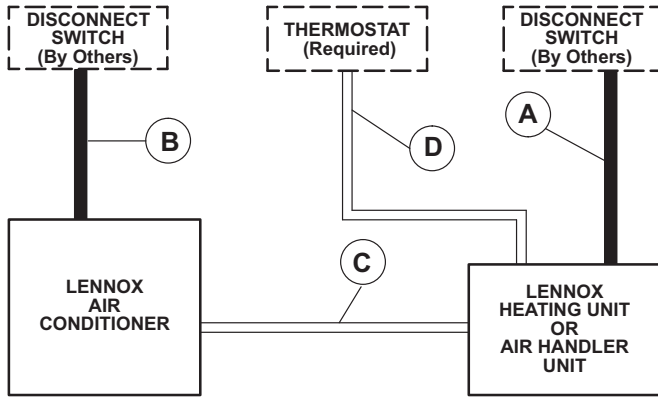 DISCONNECT
SWITCH
(By Others)
THERMOSTAT
(Required)
DISCONNECT
SWITCH
(By Others)
B
D
A
C
LENNOX
AIR
CONDITIONER
LENNOX
HEATING UNIT
OR
AIR HANDLER
UNIT